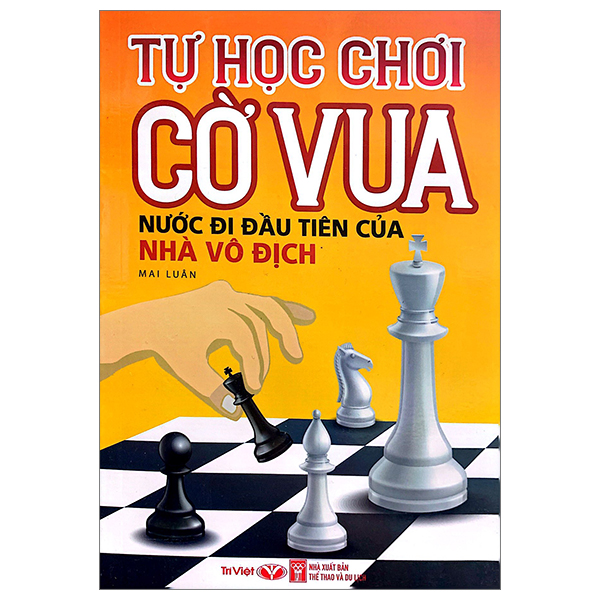 TỰ HỌC CHƠI
CỜ VUA
NƯỚC ĐI ĐẦU TIÊN CỦA
NHÀ VÔ ĐỊCH
MAI LUÂN
Trí Việt
NHÀ XUẤT BẢN
THỂ THAO VÀ DU LỊCH